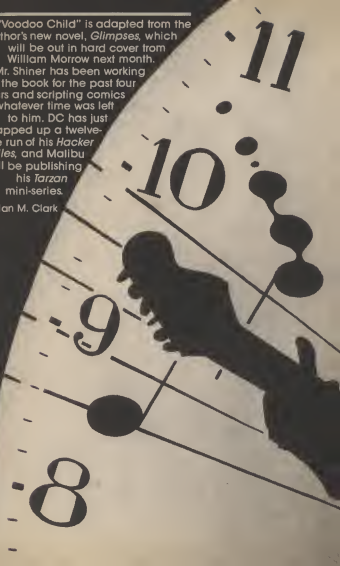 "Voodoo Child" is adapted from the
thor's new novel, Glimpses, which
will be out in hard cover from
William Morrow next month.
Mr. Shiner has been working
the book for the past four
rs and scripting comics
whatever time was left
to him. DC has just
apped up a twelve-
e run of his Hacker
les, and Malibu
l be publishing
his Tarzan
mini-series.
an M. Clark
11
10
9
8